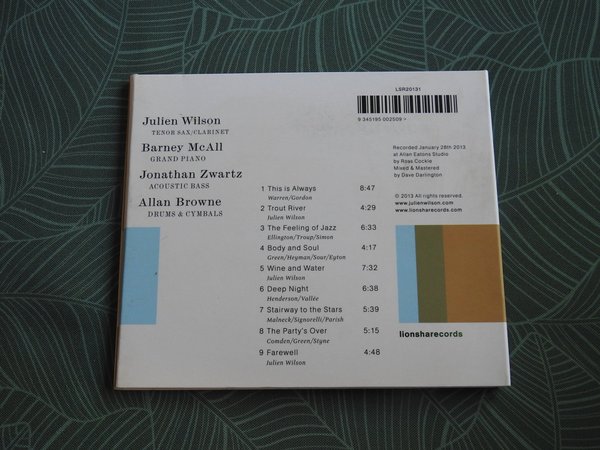 Julien Wilson
TENOR SAX/CLARINET
Barney McAll
GRAND PIANO
Jonathan Zwartz
ACOUSTIC BASS
Allan Browne
DRUMS & CYMBALS
LSR20131
9 345195 002509 >
Recorded January 28th 2013
at Allan Eatons Studio
by Ross Cockle
Mixed & Mastered
by Dave Darlington
© 2013 All rights reserved.
www.julienwilson.com
www.lionsharecords.com
1 This is Always 8:47
Warren/Gordon
2 Trout River 4:29
Julien Wilson
3 The Feeling of Jazz 6:33
Ellington/Troup/Simon
4 Body and Soul 4:17
Green/Heyman/Sour/Eyton
5 Wine and Water 7:32
Julien Wilson
6 Deep Night 6:38
Henderson/Vallée
7 Stairway to the Stars 5:39
Malneck/Signorelli/Parish
8 The Party's Over 5:15
Comden/Green/Styne
9 Farewell 4:48
Julien Wilson
lionsharecords